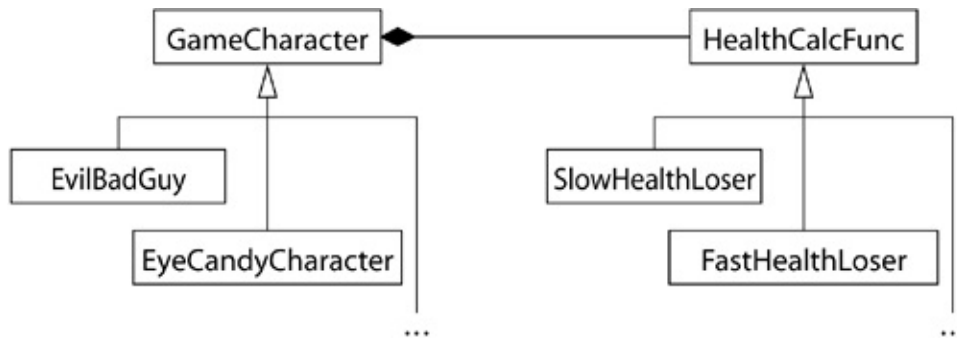 GameCharacter
HealthCalcFunc
EvilBadGuy
SlowHealthLoser
EyeCandyCharacter
FastHealthLoser
...
..